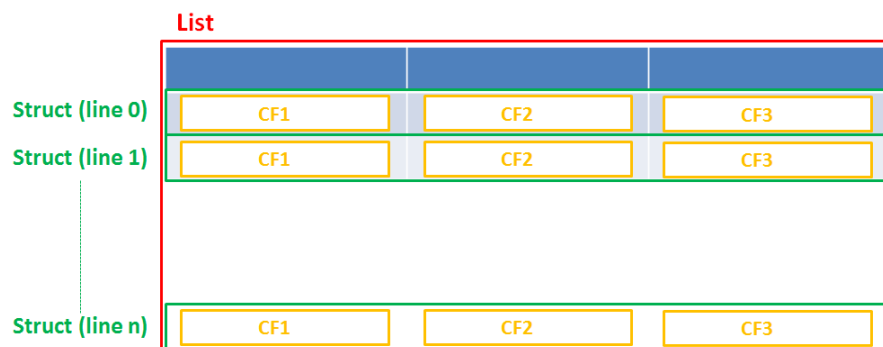 List
Struct (line 0) CF1 CF2 CF3
Struct (line 1) CF1 CF2 CF3
Struct (line n) CF1 CF2 CF3